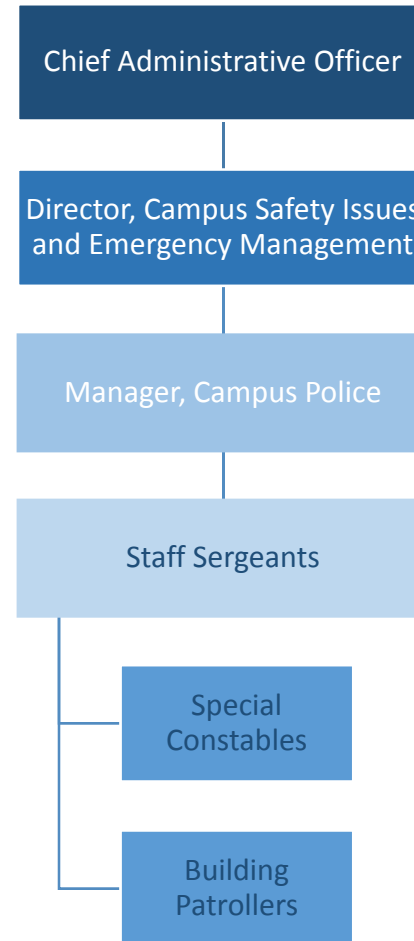 Chief Administrative Officer
Director, Campus Safety Issues
and Emergency Management
Manager, Campus Police
Staff Sergeants
Special
Constables
Building
Patrollers